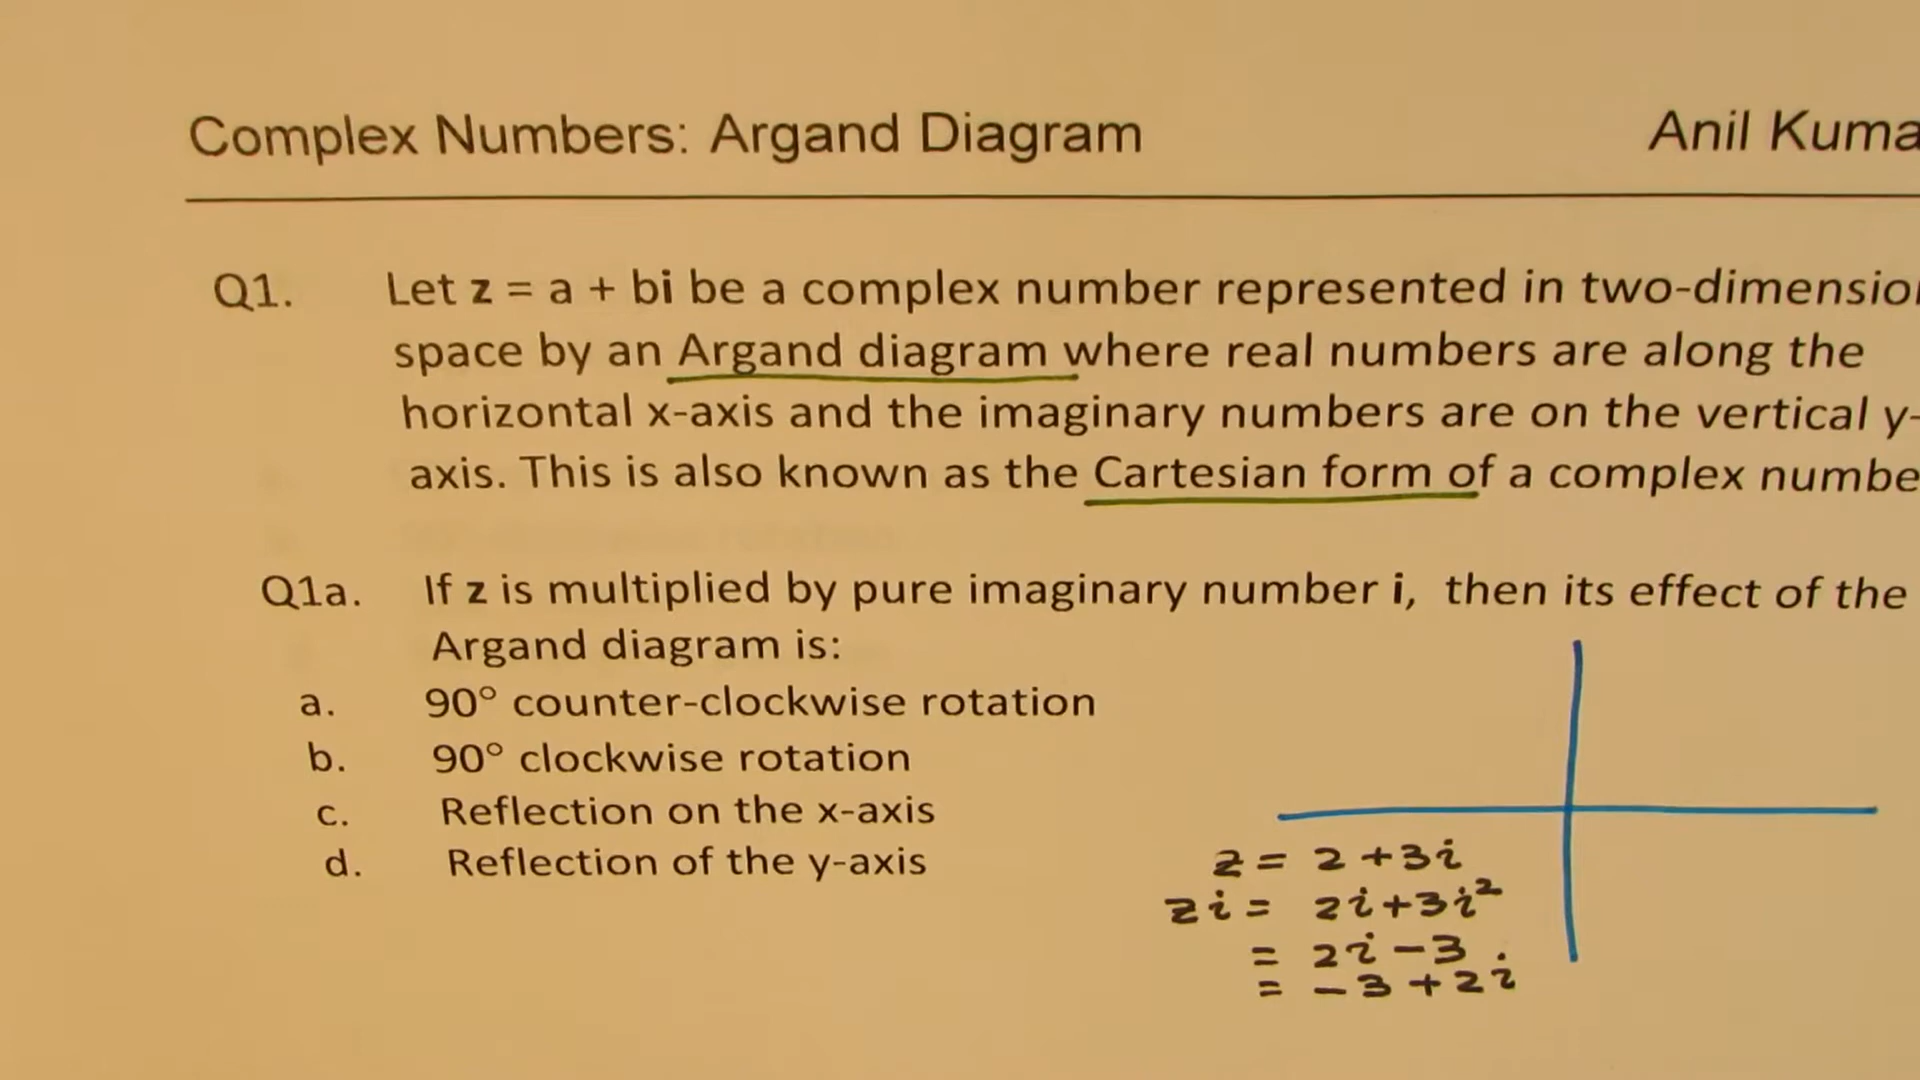 Complex Numbers: Argand Diagram Anil Kuma
Q1. Let z = a + bi be a complex number represented in two-dimension
space by an Argand diagram where real numbers are along the
horizontal x-axis and the imaginary numbers are on the vertical y-
axis. This is also known as the Cartesian form of a complex numbe
Q1a. If z is multiplied by pure imaginary number i, then its effect of the
Argand diagram is:
a. 90° counter-clockwise rotation
b. 90° clockwise rotation
c. Reflection on the x-axis
d. Reflection of the y-axis
z = 2 + 3i
zi = 2i + 3i²
= 2i - 3
= -3 + 2i